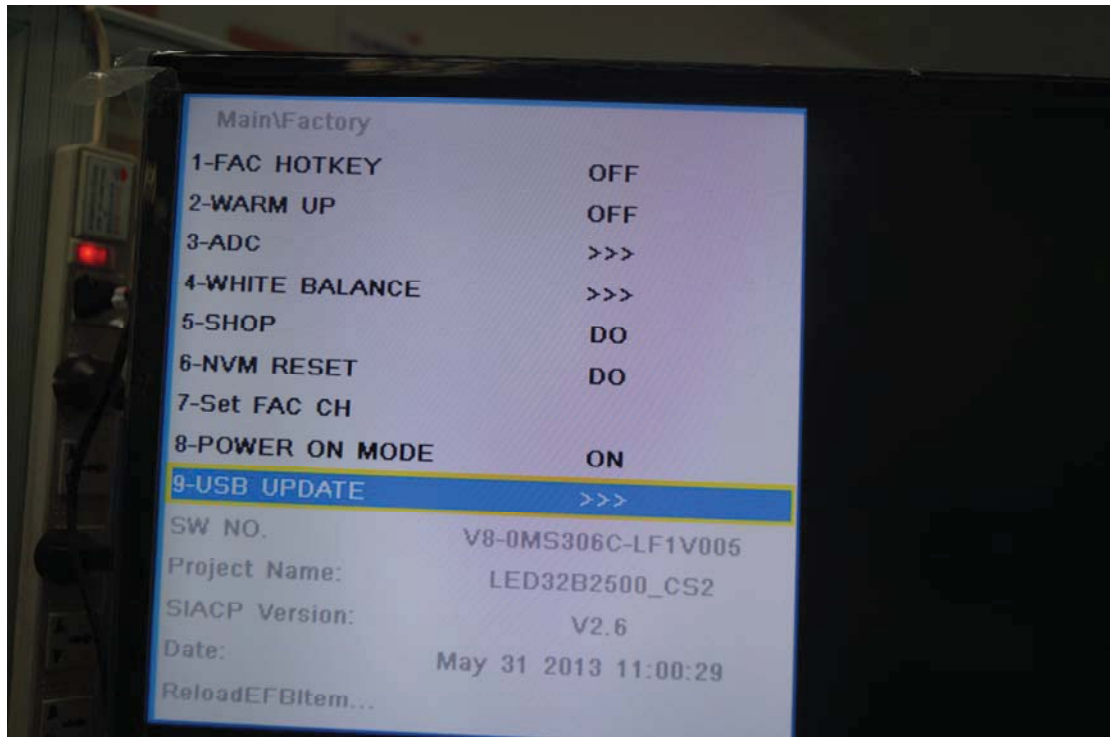 Main\Factory
1-FAC HOTKEY OFF
2-WARM UP OFF
3-ADC >>>
4-WHITE BALANCE >>>
5-SHOP DO
6-NVM RESET DO
7-Set FAC CH
8-POWER ON MODE ON
9-USB UPDATE >>>
SW NO. V8-0MS306C-LF1V005
Project Name: LED32B2500_CS2
SIACP Version: V2.6
Date: May 31 2013 11:00:29
ReloadEFBItem...